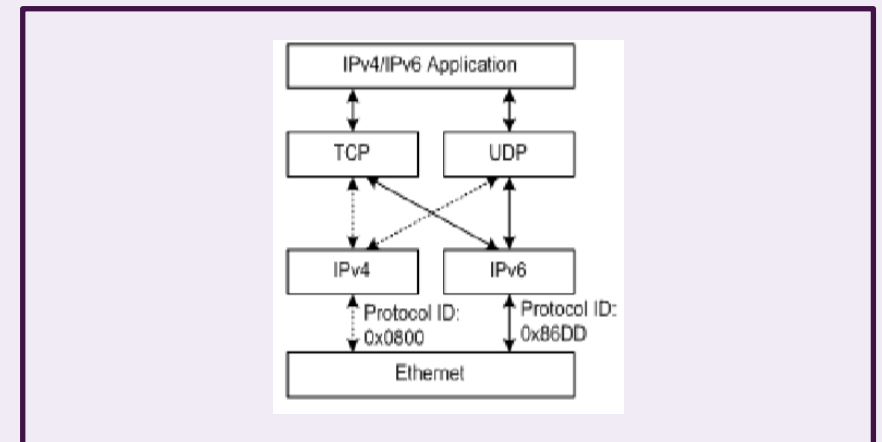 IPv4/IPv6 Application
TCP
UDP
IPv4
IPv6
Protocol ID:
0x0800
Protocol ID:
0x86DD
Ethernet